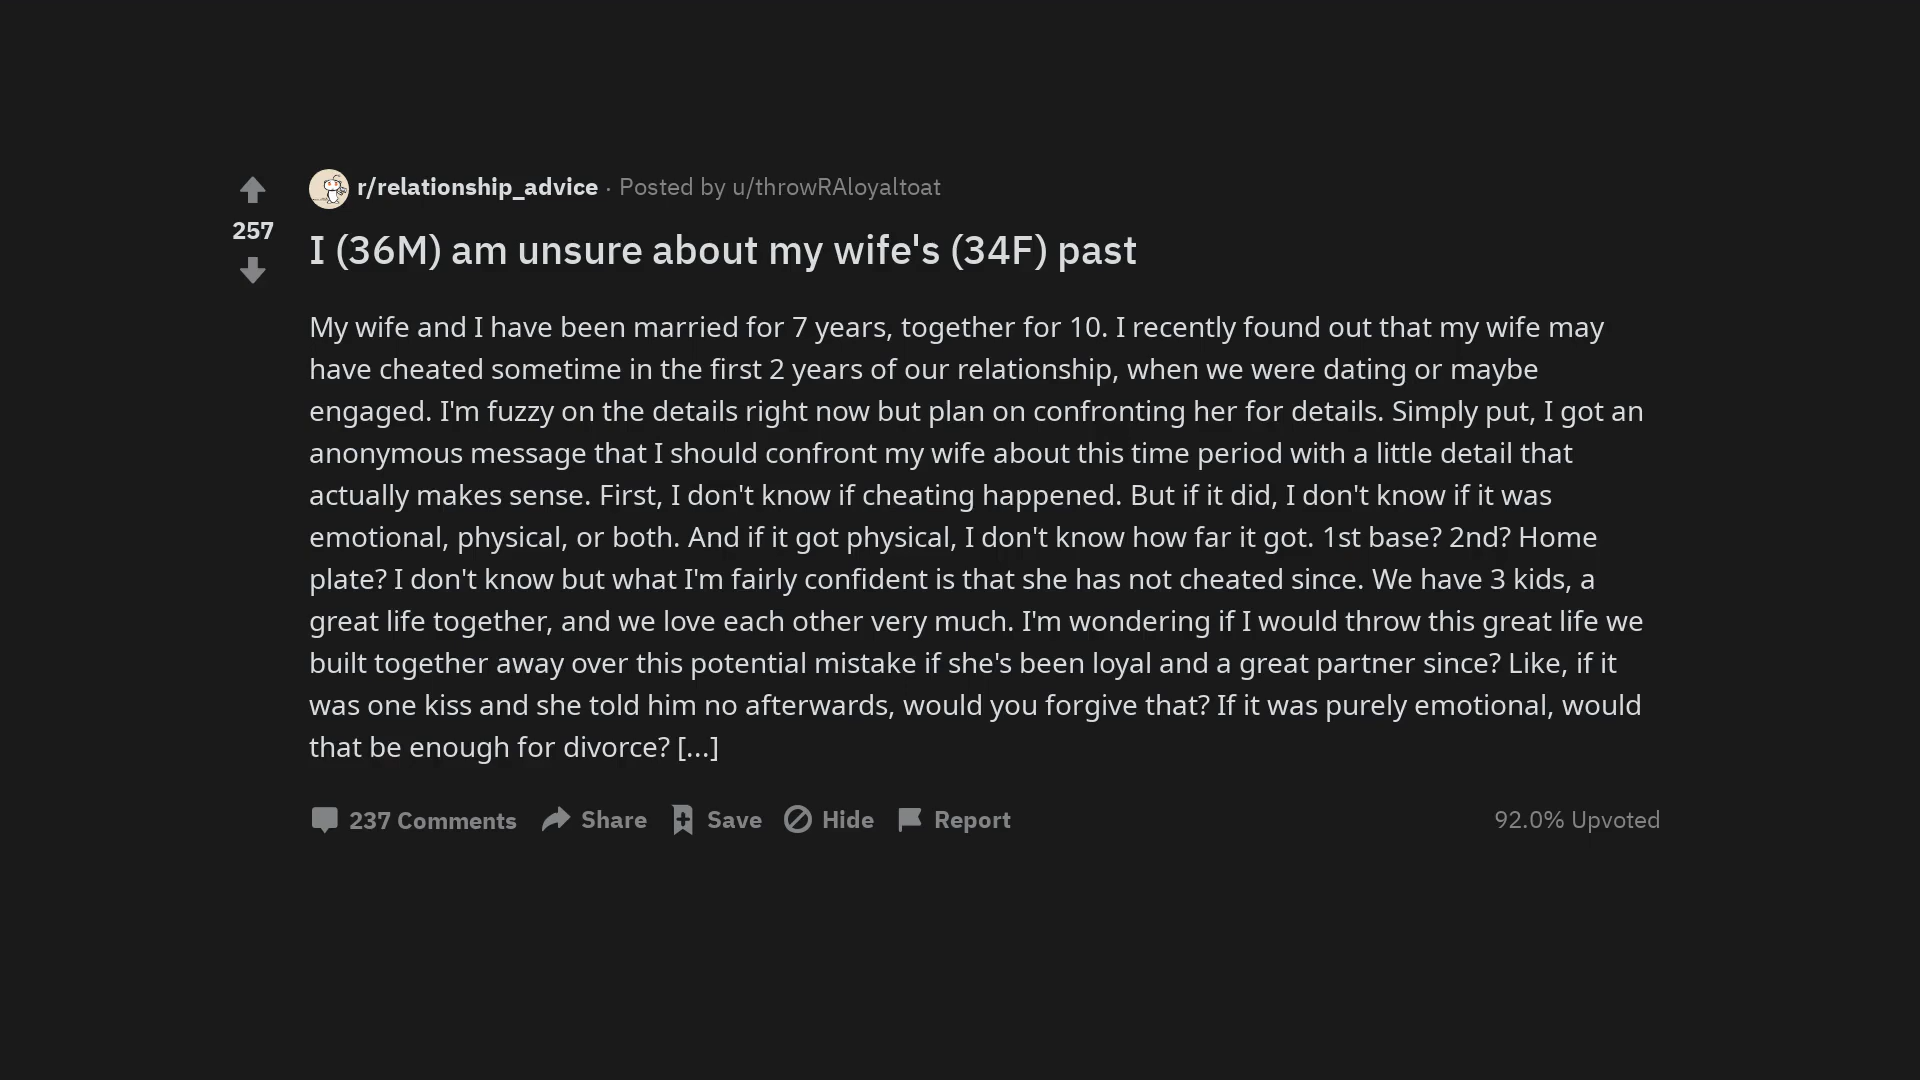 r/relationship_advice · Posted by u/throwRAloyaltoat
257
I (36M) am unsure about my wife's (34F) past
My wife and I have been married for 7 years, together for 10. I recently found out that my wife may
have cheated sometime in the first 2 years of our relationship, when we were dating or maybe
engaged. I'm fuzzy on the details right now but plan on confronting her for details. Simply put, I got an
anonymous message that I should confront my wife about this time period with a little detail that
actually makes sense. First, I don't know if cheating happened. But if it did, I don't know if it was
emotional, physical, or both. And if it got physical, I don't know how far it got. 1st base? 2nd? Home
plate? I don't know but what I'm fairly confident is that she has not cheated since. We have 3 kids, a
great life together, and we love each other very much. I'm wondering if I would throw this great life we
built together away over this potential mistake if she's been loyal and a great partner since? Like, if it
was one kiss and she told him no afterwards, would you forgive that? If it was purely emotional, would
that be enough for divorce? [...]
237 Comments Share Save Hide Report 92.0% Upvoted